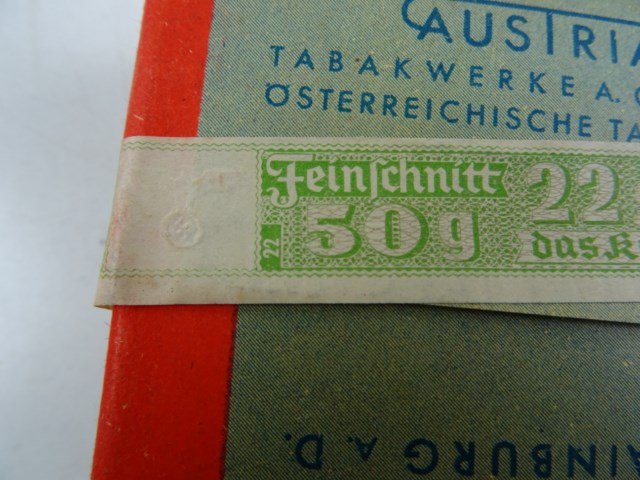 AUSTRIA
TABAKWERKE A. G
ÖSTERREICHISCHE TA
Feinschnitt 22
22 50g das K
AINBURG A. D.